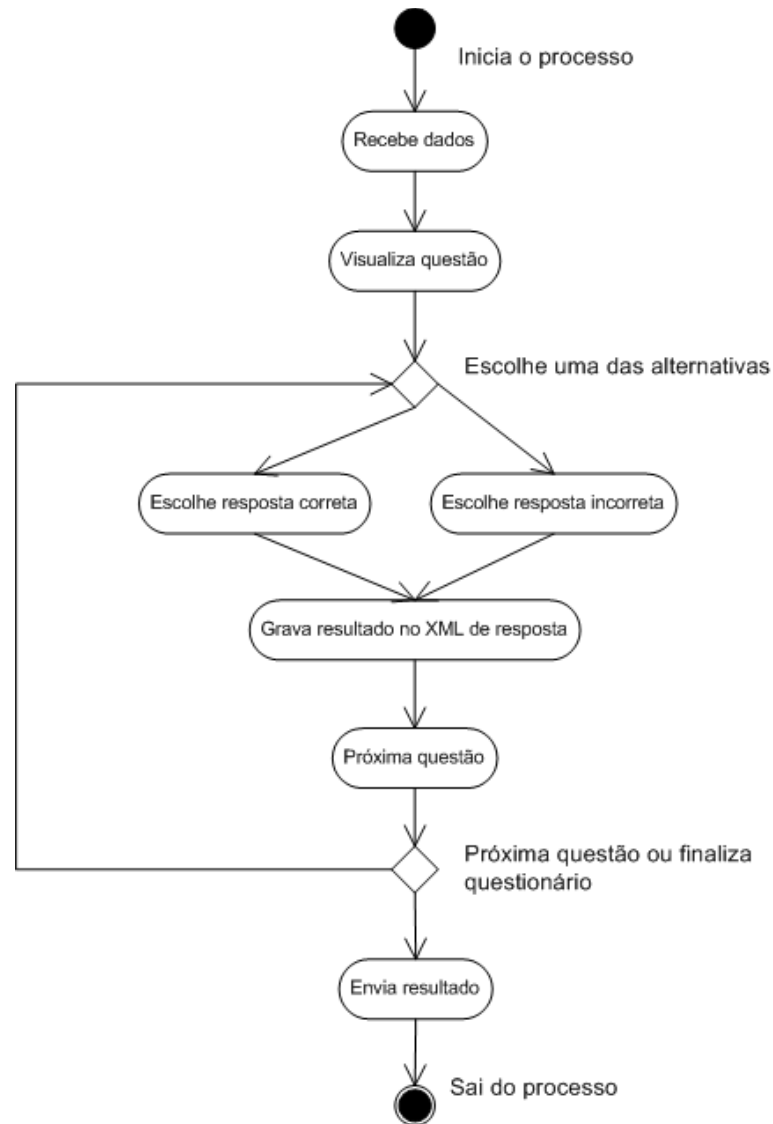 Inicia o processo
Recebe dados
Visualiza questão
Escolhe uma das alternativas
Escolhe resposta correta
Escolhe resposta incorreta
Grava resultado no XML de resposta
Próxima questão
Próxima questão ou finaliza
questionário
Envia resultado
Sai do processo